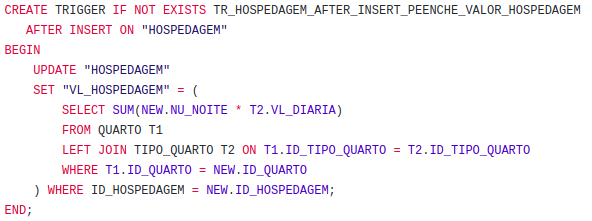 CREATE TRIGGER IF NOT EXISTS TR_HOSPEDAGEM_AFTER_INSERT_PEENCHE_VALOR_HOSPEDAGEM
AFTER INSERT ON "HOSPEDAGEM"
BEGIN
UPDATE "HOSPEDAGEM"
SET "VL_HOSPEDAGEM" = (
SELECT SUM(NEW.NU_NOITE * T2.VL_DIARIA)
FROM QUARTO T1
LEFT JOIN TIPO_QUARTO T2 ON T1.ID_TIPO_QUARTO = T2.ID_TIPO_QUARTO
WHERE T1.ID_QUARTO = NEW.ID_QUARTO
) WHERE ID_HOSPEDAGEM = NEW.ID_HOSPEDAGEM;
END;